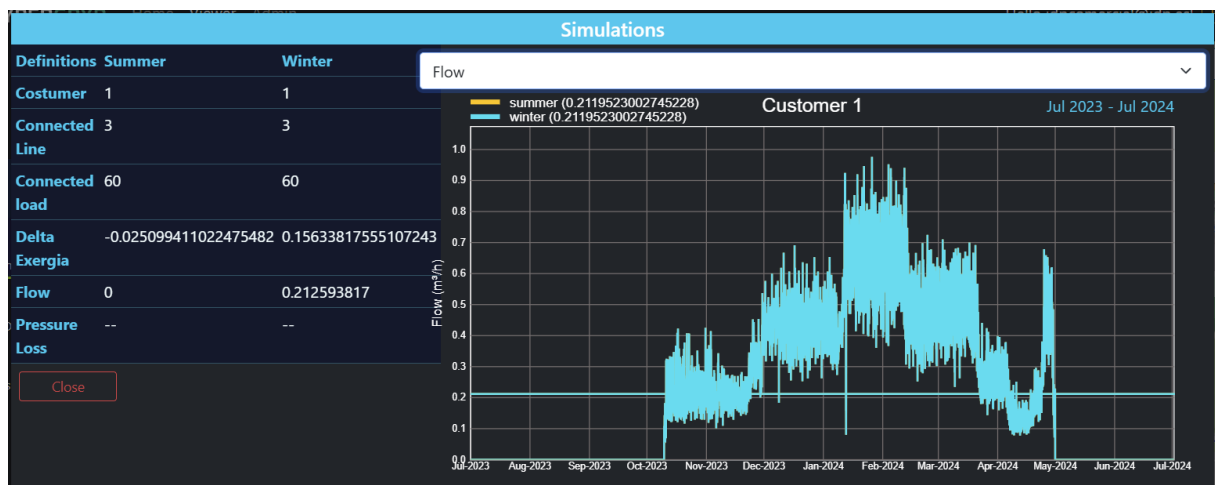 Simulations
Definitions Summer Winter
Costumer 1 1
Connected Line 3 3
Connected load 60 60
Delta Exergia -0.025099411022475482 0.15633817555107243
Flow 0 0.212593817
Pressure Loss -- --
Close
Flow
summer (0.2119523002745228)
winter (0.2119523002745228)
Customer 1
Jul 2023 - Jul 2024
Flow (m³/h)
1.0
0.9
0.8
0.7
0.6
0.5
0.4
0.3
0.2
0.1
0.0
Jul-2023 Aug-2023 Sep-2023 Oct-2023 Nov-2023 Dec-2023 Jan-2024 Feb-2024 Mar-2024 Apr-2024 May-2024 Jun-2024 Jul-2024